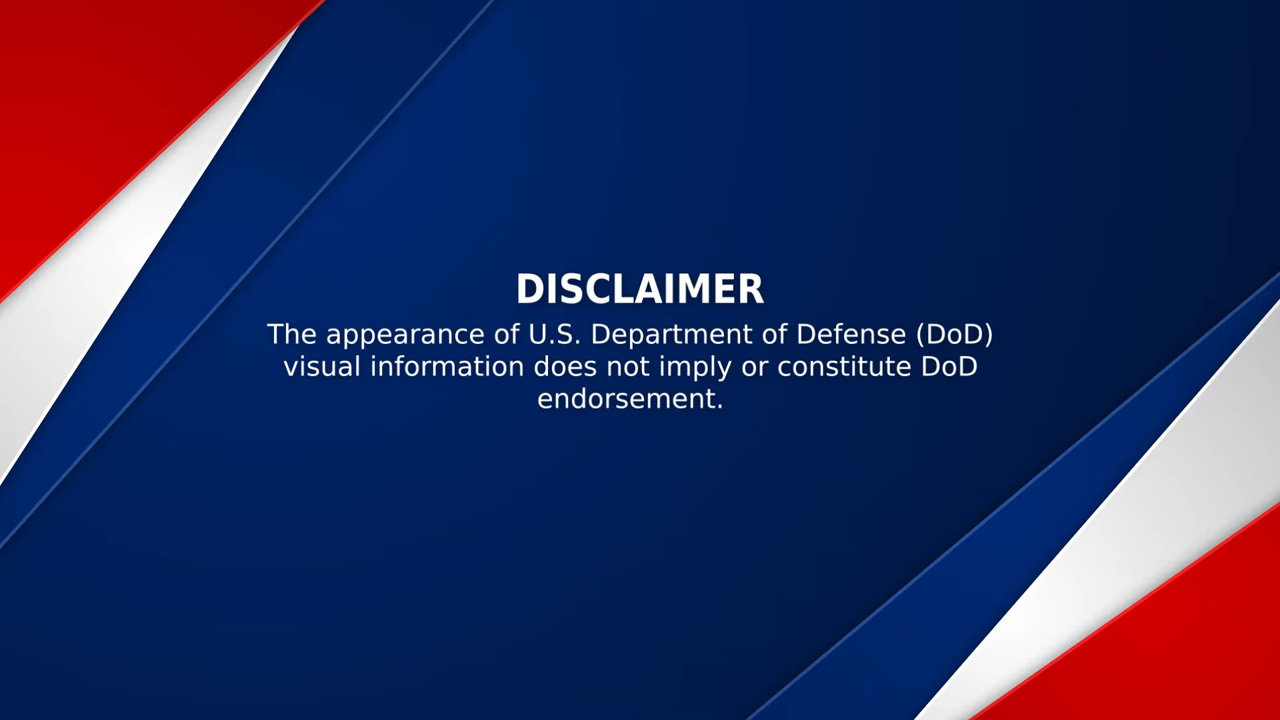 DISCLAIMER
The appearance of U.S. Department of Defense (DoD)
visual information does not imply or constitute DoD
endorsement.